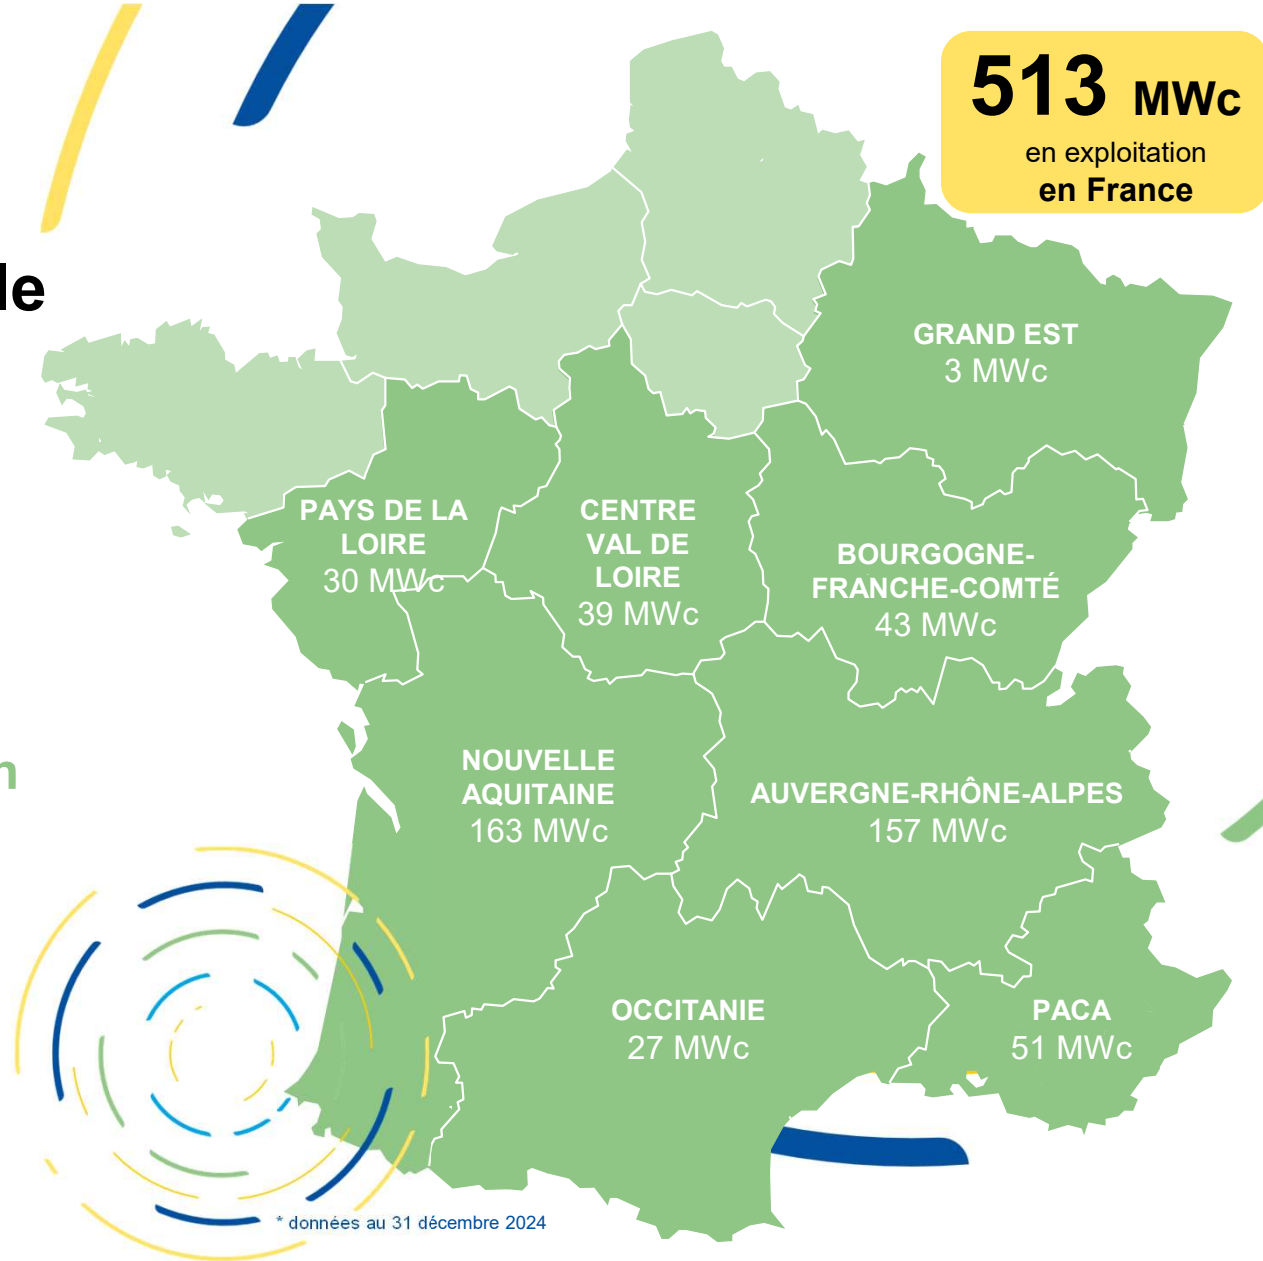 513 MWc
en exploitation
en France
le
GRAND EST
3 MWc
PAYS DE LA
LOIRE
30 MWc
CENTRE
VAL DE
LOIRE
39 MWc
BOURGOGNE-
FRANCHE-COMTÉ
43 MWc
NOUVELLE
AQUITAINE
163 MWc
AUVERGNE-RHÔNE-ALPES
157 MWc
n
OCCITANIE
27 MWc
PACA
51 MWc
* données au 31 décembre 2024